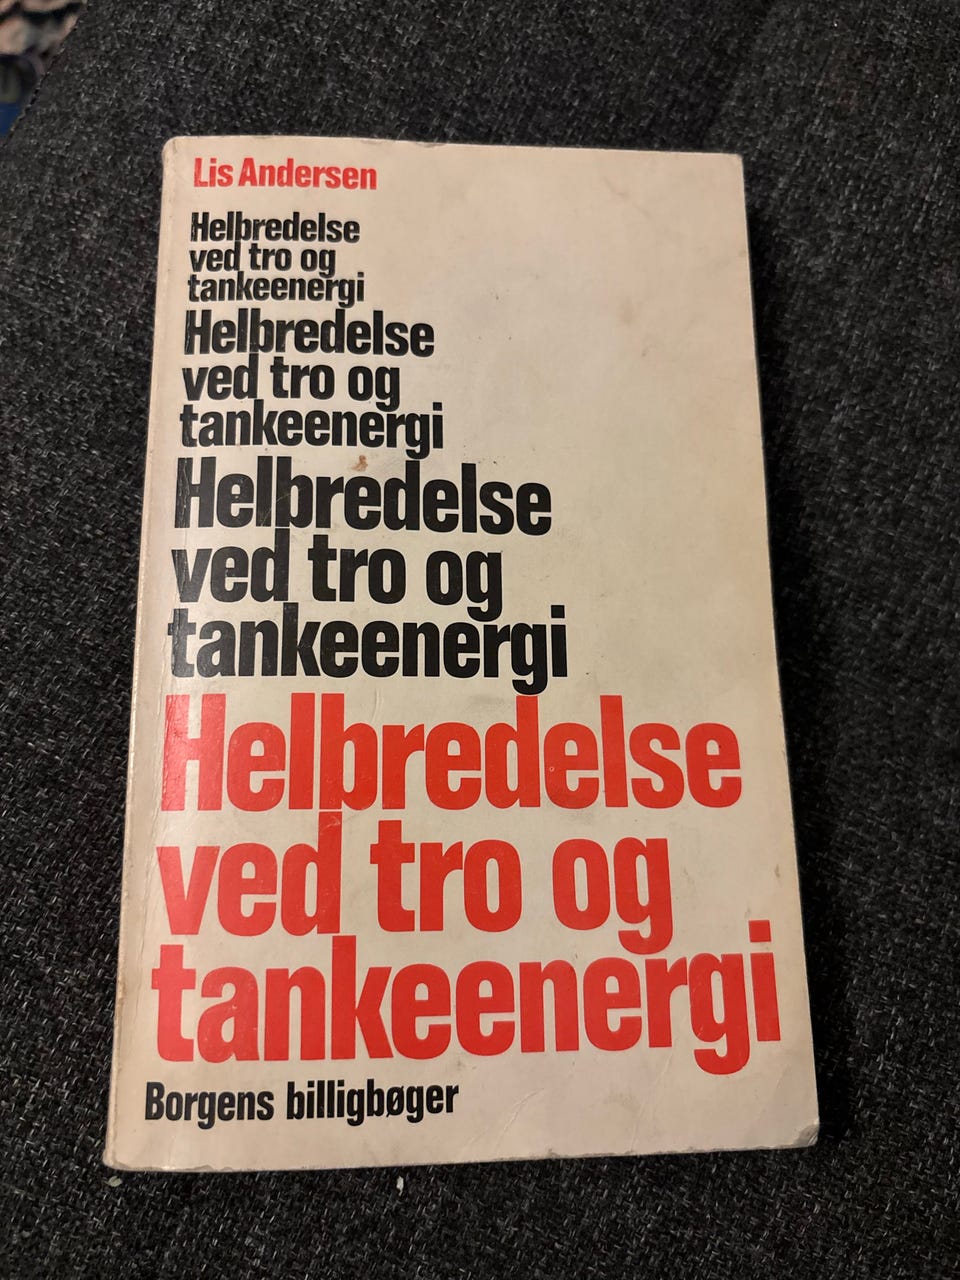 Lis Andersen
Helbredelse
ved tro og
tankeenergi
Helbredelse
ved tro og
tankeenergi
Helbredelse
ved tro og
tankeenergi
Helbredelse
ved tro og
tankeenergi
Borgens billigbøger